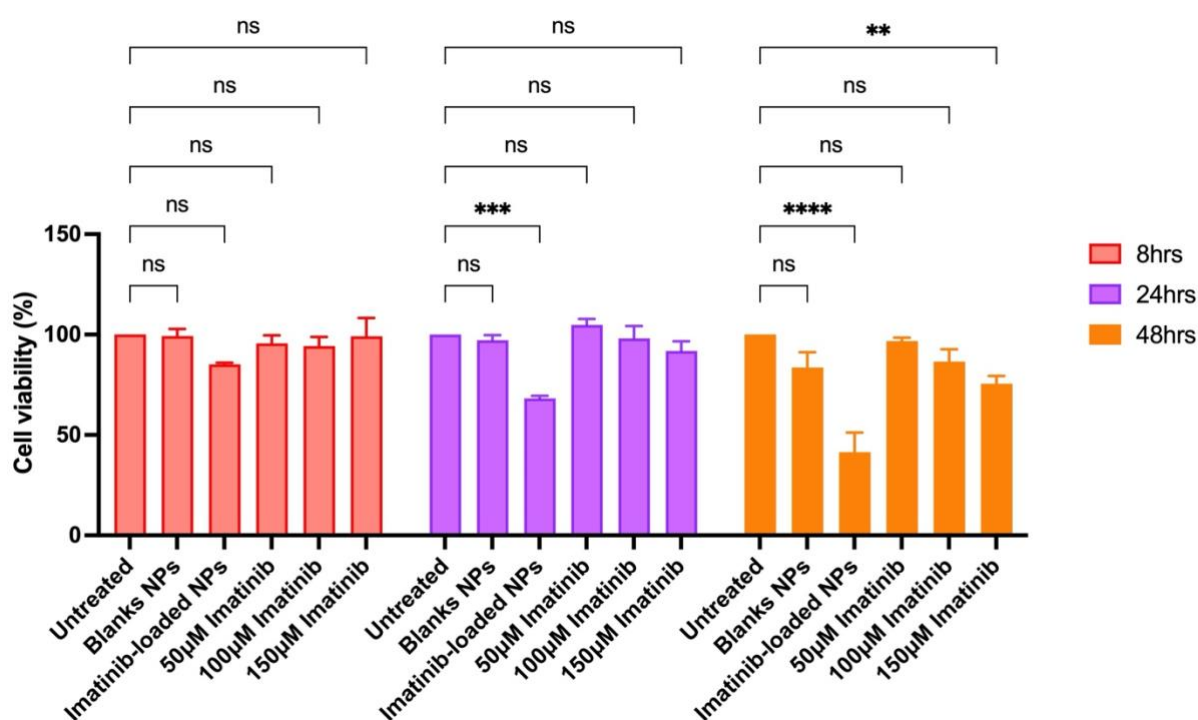 ns ns **
ns ns ns
ns ns ns
ns *** ****
ns ns ns
150
100
50
0
Cell viability (%)
8hrs
24hrs
48hrs
Untreated
Blanks NPs
Imatinib-loaded NPs
50µM Imatinib
100µM Imatinib
150µM Imatinib
Untreated
Blanks NPs
Imatinib-loaded NPs
50µM Imatinib
100µM Imatinib
150µM Imatinib
Untreated
Blanks NPs
Imatinib-loaded NPs
50µM Imatinib
100µM Imatinib
150µM Imatinib